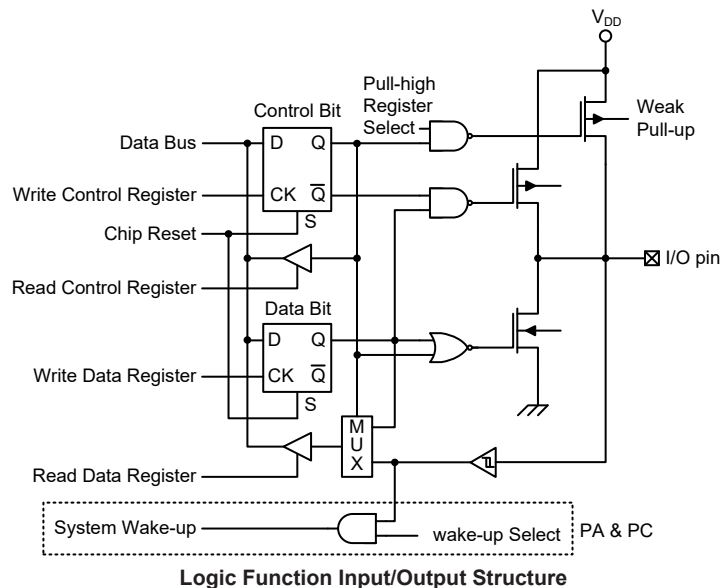 VDD
Pull-high
Register
Select
Weak
Pull-up
Control Bit
Data Bus
D Q
Write Control Register
CK Q
Chip Reset
S
I/O pin
Read Control Register
Data Bit
D Q
Write Data Register
CK Q
S
M
U
X
Read Data Register
System Wake-up
wake-up Select
PA & PC
Logic Function Input/Output Structure